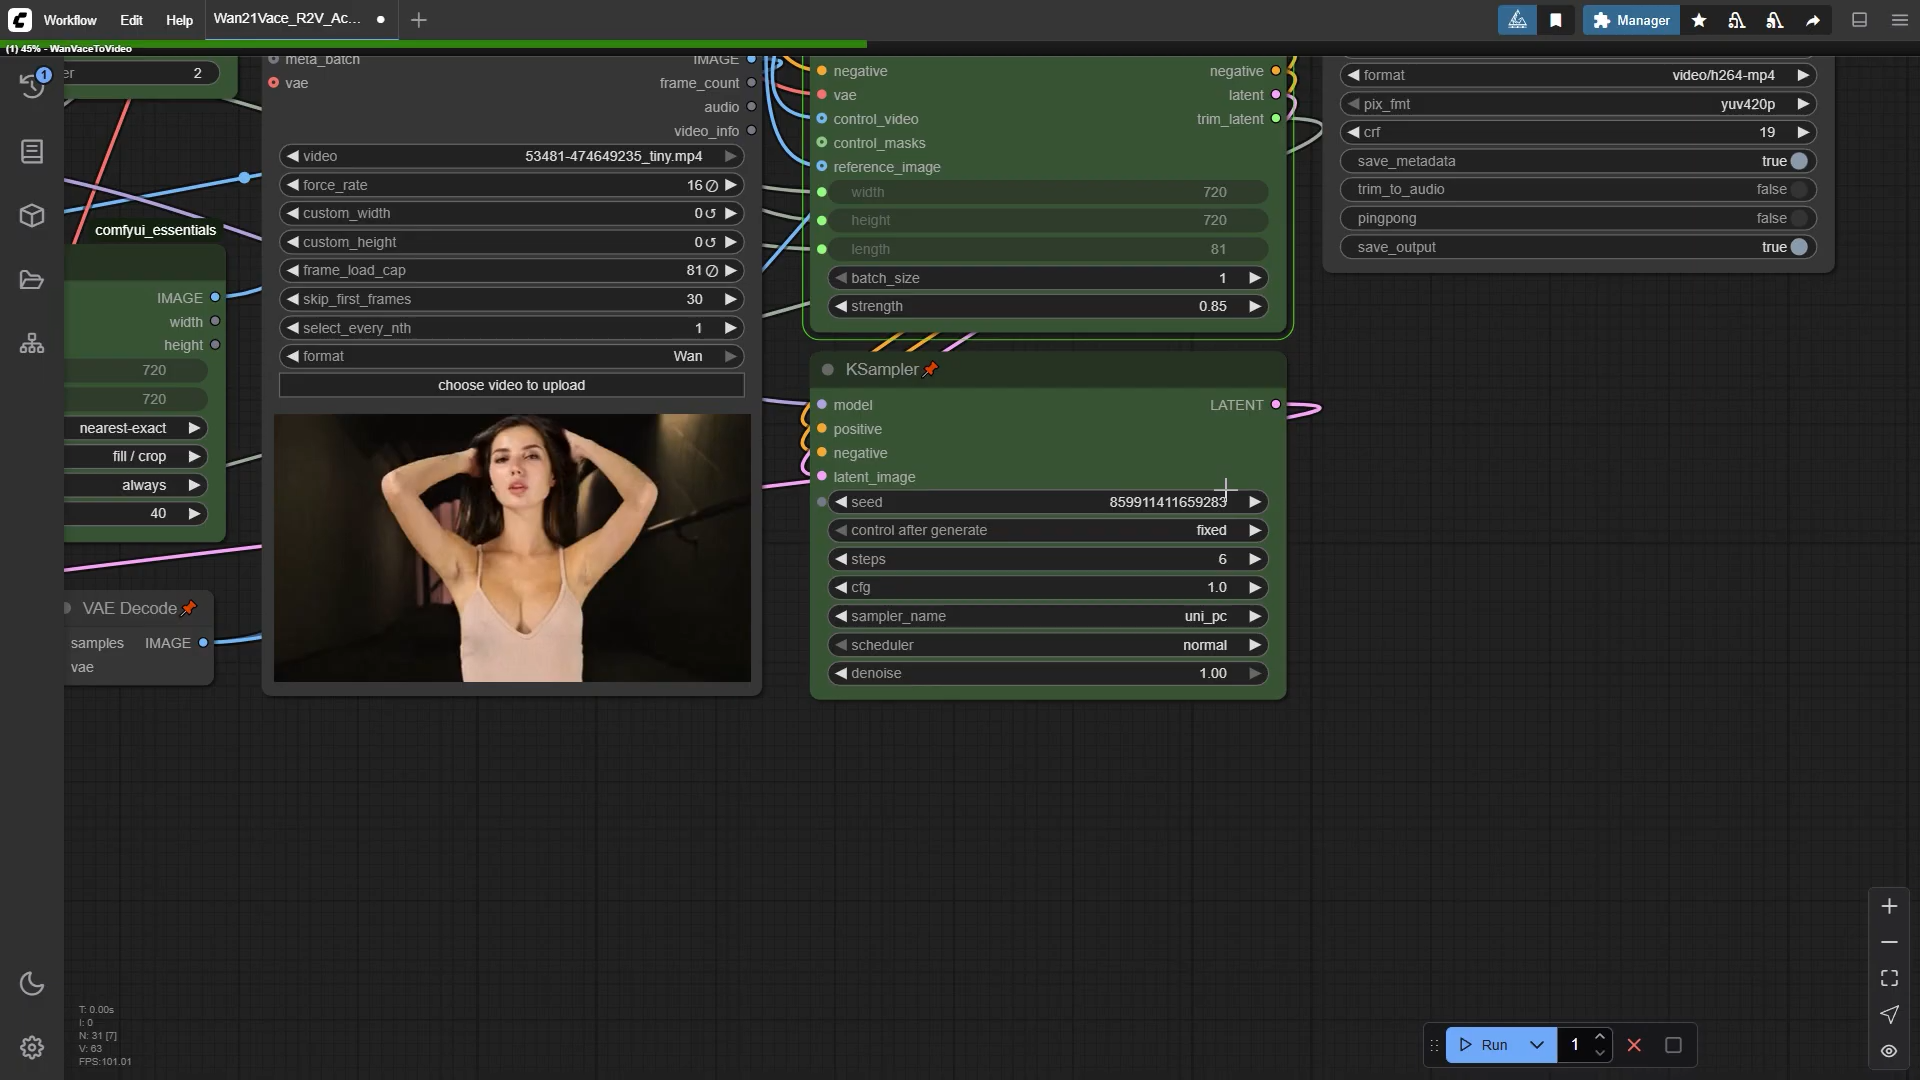 Workflow Edit Help Wan21Vace_R2V_Ac...
Manager
(1) 45% - WanVaceToVideo
1
er 2
meta_batch IMAGE
vae frame_count
audio
video_info
video 53481-474649235_tiny.mp4
force_rate 16
custom_width 0
custom_height 0
frame_load_cap 81
skip_first_frames 30
select_every_nth 1
format Wan
choose video to upload
comfyui_essentials
IMAGE
width
height
720
720
nearest-exact
fill / crop
always
40
VAE Decode
samples IMAGE
vae
negative negative
vae latent
control_video trim_latent
control_masks
reference_image
width 720
height 720
length 81
batch_size 1
strength 0.85
KSampler
model LATENT
positive
negative
latent_image
seed 859911411659283
control after generate fixed
steps 6
cfg 1.0
sampler_name uni_pc
scheduler normal
denoise 1.00
format video/h264-mp4
pix_fmt yuv420p
crf 19
save_metadata true
trim_to_audio false
pingpong false
save_output true
T: 0.00s
I: 0
N: 31 [7]
V: 63
FPS:101.01
Run 1